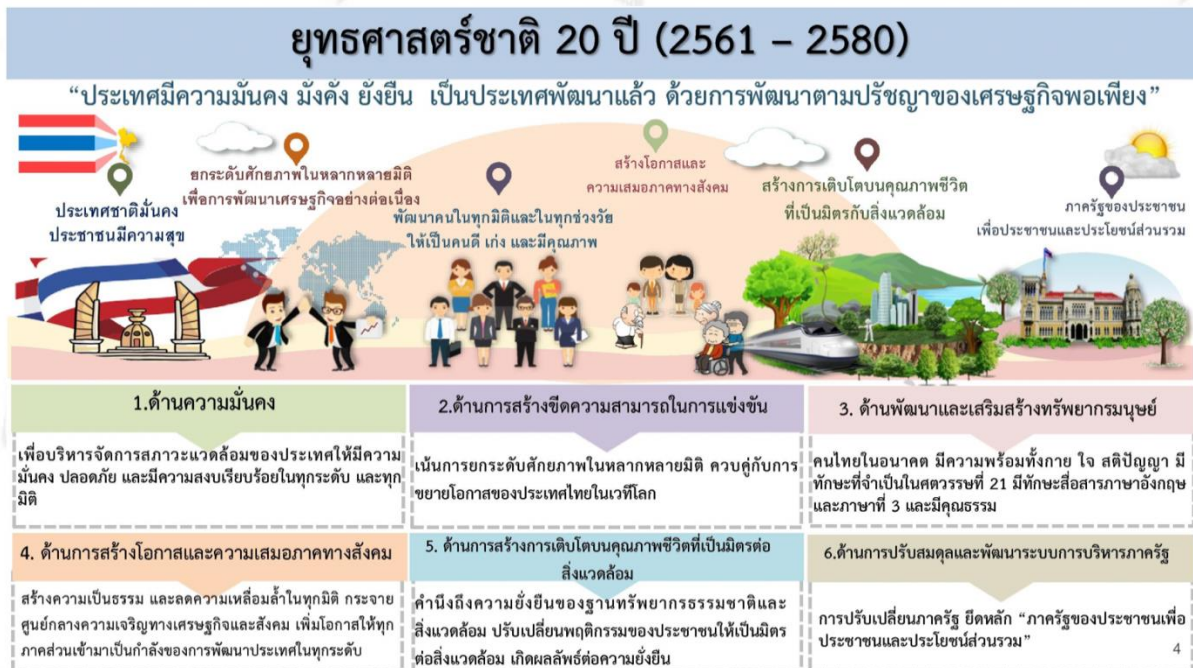 ยุทธศาสตร์ชาติ 20 ปี (2561 – 2580)
“ประเทศมีความมั่นคง มั่งคั่ง ยั่งยืน เป็นประเทศพัฒนาแล้ว ด้วยการพัฒนาตามปรัชญาของเศรษฐกิจพอเพียง”
ประเทศชาติมั่นคง
ประชาชนมีความสุข
ยกระดับศักยภาพในหลากหลายมิติ
เพื่อการพัฒนาเศรษฐกิจอย่างต่อเนื่อง
พัฒนาคนในทุกมิติและในทุกช่วงวัย
ให้เป็นคนดี เก่ง และมีคุณภาพ
สร้างโอกาสและ
ความเสมอภาคทางสังคม
สร้างการเติบโตบนคุณภาพชีวิต
ที่เป็นมิตรกับสิ่งแวดล้อม
ภาครัฐของประชาชน
เพื่อประชาชนและประโยชน์ส่วนรวม
1.ด้านความมั่นคง
เพื่อบริหารจัดการสภาวะแวดล้อมของประเทศให้มีความ
มั่นคง ปลอดภัย และมีความสงบเรียบร้อยในทุกระดับ และทุก
มิติ
2.ด้านการสร้างขีดความสามารถในการแข่งขัน
เน้นการยกระดับศักยภาพในหลากหลายมิติ ควบคู่กับการ
ขยายโอกาสของประเทศไทยในเวทีโลก
3. ด้านพัฒนาและเสริมสร้างทรัพยากรมนุษย์
คนไทยในอนาคต มีความพร้อมทั้งกาย ใจ สติปัญญา มี
ทักษะที่จำเป็นในศตวรรษที่ 21 มีทักษะสื่อสารภาษาอังกฤษ
และภาษาที่ 3 และมีคุณธรรม
4. ด้านการสร้างโอกาสและความเสมอภาคทางสังคม
สร้างความเป็นธรรม และลดความเหลื่อมล้ำในทุกมิติ กระจาย
ศูนย์กลางความเจริญทางเศรษฐกิจและสังคม เพิ่มโอกาสให้ทุก
ภาคส่วนเข้ามาเป็นกำลังของการพัฒนาประเทศในทุกระดับ
5. ด้านการสร้างการเติบโตบนคุณภาพชีวิตที่เป็นมิตรต่อ
สิ่งแวดล้อม
คำนึงถึงความยั่งยืนของฐานทรัพยากรธรรมชาติและ
สิ่งแวดล้อม ปรับเปลี่ยนพฤติกรรมของประชาชนให้เป็นมิตร
ต่อสิ่งแวดล้อม เกิดผลลัพธ์ต่อความยั่งยืน
6.ด้านการปรับสมดุลและพัฒนาระบบการบริหารภาครัฐ
การปรับเปลี่ยนภาครัฐ ยึดหลัก “ภาครัฐของประชาชนเพื่อ
ประชาชนและประโยชน์ส่วนรวม”
4